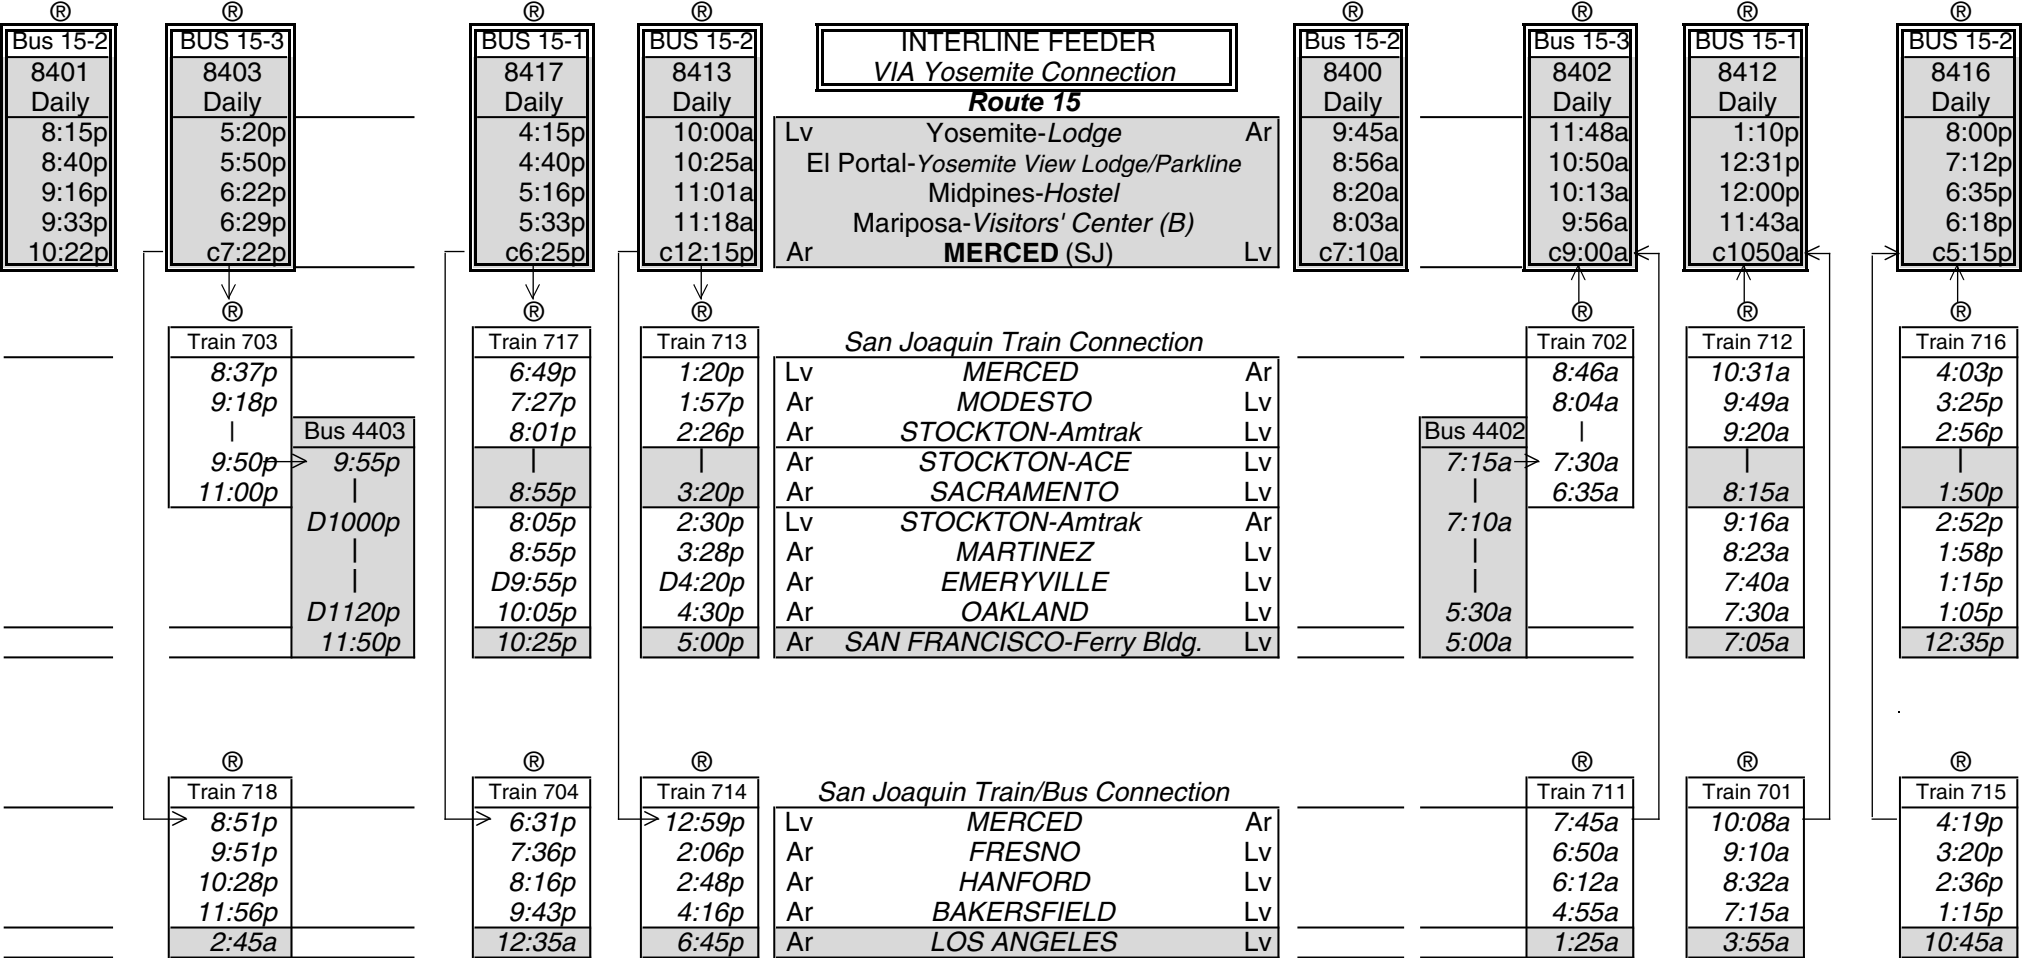 ® ® ® ® ® ® ® ®
Bus 15-2 BUS 15-3 BUS 15-1 BUS 15-2 INTERLINE FEEDER Bus 15-2 Bus 15-3 BUS 15-1 BUS 15-2
8401 8403 8417 8413 VIA Yosemite Connection 8400 8402 8412 8416
Daily Daily Daily Daily Route 15 Daily Daily Daily Daily
8:15p 5:20p 4:15p 10:00a Lv Yosemite-Lodge Ar 9:45a 11:48a 1:10p 8:00p
8:40p 5:50p 4:40p 10:25a El Portal-Yosemite View Lodge/Parkline 8:56a 10:50a 12:31p 7:12p
9:16p 6:22p 5:16p 11:01a Midpines-Hostel 8:20a 10:13a 12:00p 6:35p
9:33p 6:29p 5:33p 11:18a Mariposa-Visitors' Center (B) 8:03a 9:56a 11:43a 6:18p
10:22p c7:22p c6:25p c12:15p Ar MERCED (SJ) Lv c7:10a c9:00a c1050a c5:15p
® ® ® ® ® ®
Train 703 Train 717 Train 713 San Joaquin Train Connection Train 702 Train 712 Train 716
8:37p 6:49p 1:20p Lv MERCED Ar 8:46a 10:31a 4:03p
9:18p 7:27p 1:57p Ar MODESTO Lv 8:04a 9:49a 3:25p
| Bus 4403 8:01p 2:26p Ar STOCKTON-Amtrak Lv Bus 4402 | 9:20a 2:56p
9:50p 9:55p | | Ar STOCKTON-ACE Lv 7:15a 7:30a | |
11:00p | 8:55p 3:20p Ar SACRAMENTO Lv | 6:35a 8:15a 1:50p
D1000p 8:05p 2:30p Lv STOCKTON-Amtrak Ar 7:10a 9:16a 2:52p
| 8:55p 3:28p Ar MARTINEZ Lv | 8:23a 1:58p
| D9:55p D4:20p Ar EMERYVILLE Lv | 7:40a 1:15p
D1120p 10:05p 4:30p Ar OAKLAND Lv 5:30a 7:30a 1:05p
11:50p 10:25p 5:00p Ar SAN FRANCISCO-Ferry Bldg. Lv 5:00a 7:05a 12:35p
® ® ® ® ® ®
Train 718 Train 704 Train 714 San Joaquin Train/Bus Connection Train 711 Train 701 Train 715
8:51p 6:31p 12:59p Lv MERCED Ar 7:45a 10:08a 4:19p
9:51p 7:36p 2:06p Ar FRESNO Lv 6:50a 9:10a 3:20p
10:28p 8:16p 2:48p Ar HANFORD Lv 6:12a 8:32a 2:36p
11:56p 9:43p 4:16p Ar BAKERSFIELD Lv 4:55a 7:15a 1:15p
2:45a 12:35a 6:45p Ar LOS ANGELES Lv 1:25a 3:55a 10:45a